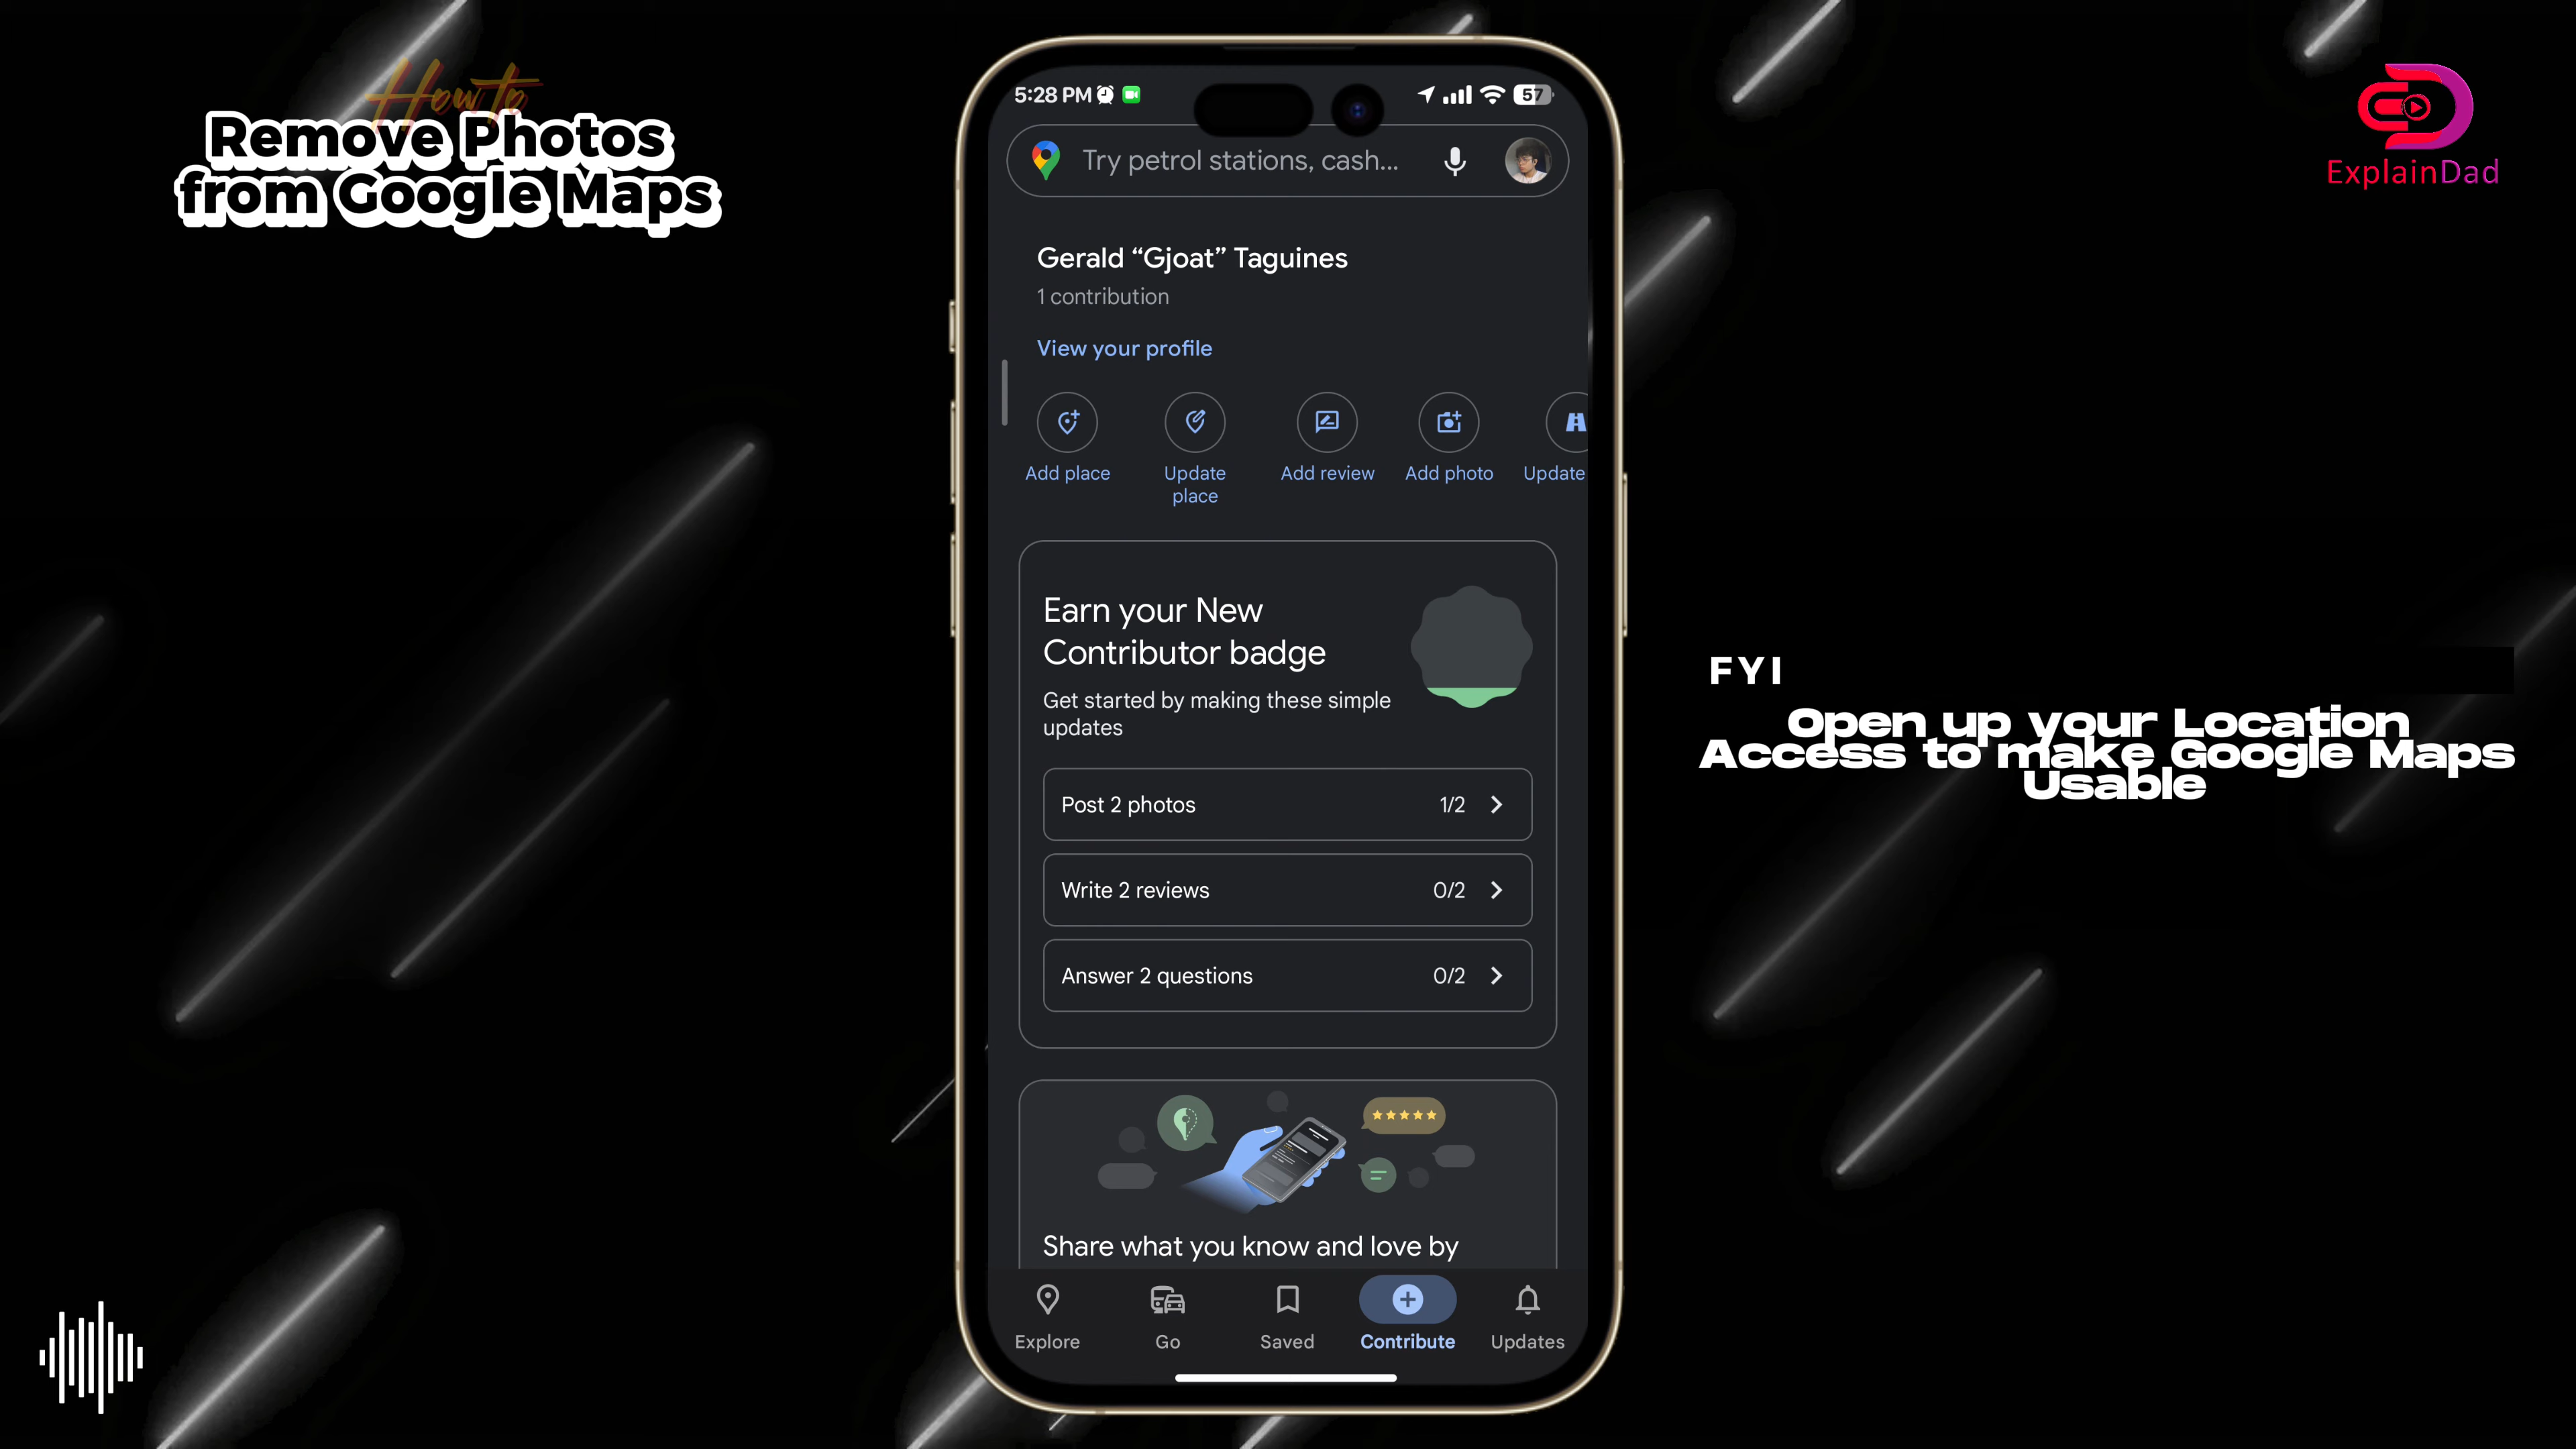 How to
Remove Photos
from Google Maps
ExplainDad
5:28 PM
57
Try petrol stations, cash...
Gerald “Gjoat” Taguines
1 contribution
View your profile
Add place
Update
place
Add review
Add photo
Update
Earn your New
Contributor badge
Get started by making these simple
updates
Post 2 photos 1/2
Write 2 reviews 0/2
Answer 2 questions 0/2
Share what you know and love by
Explore
Go
Saved
Contribute
Updates
FYI
Open up your Location
Access to make Google Maps
Usable